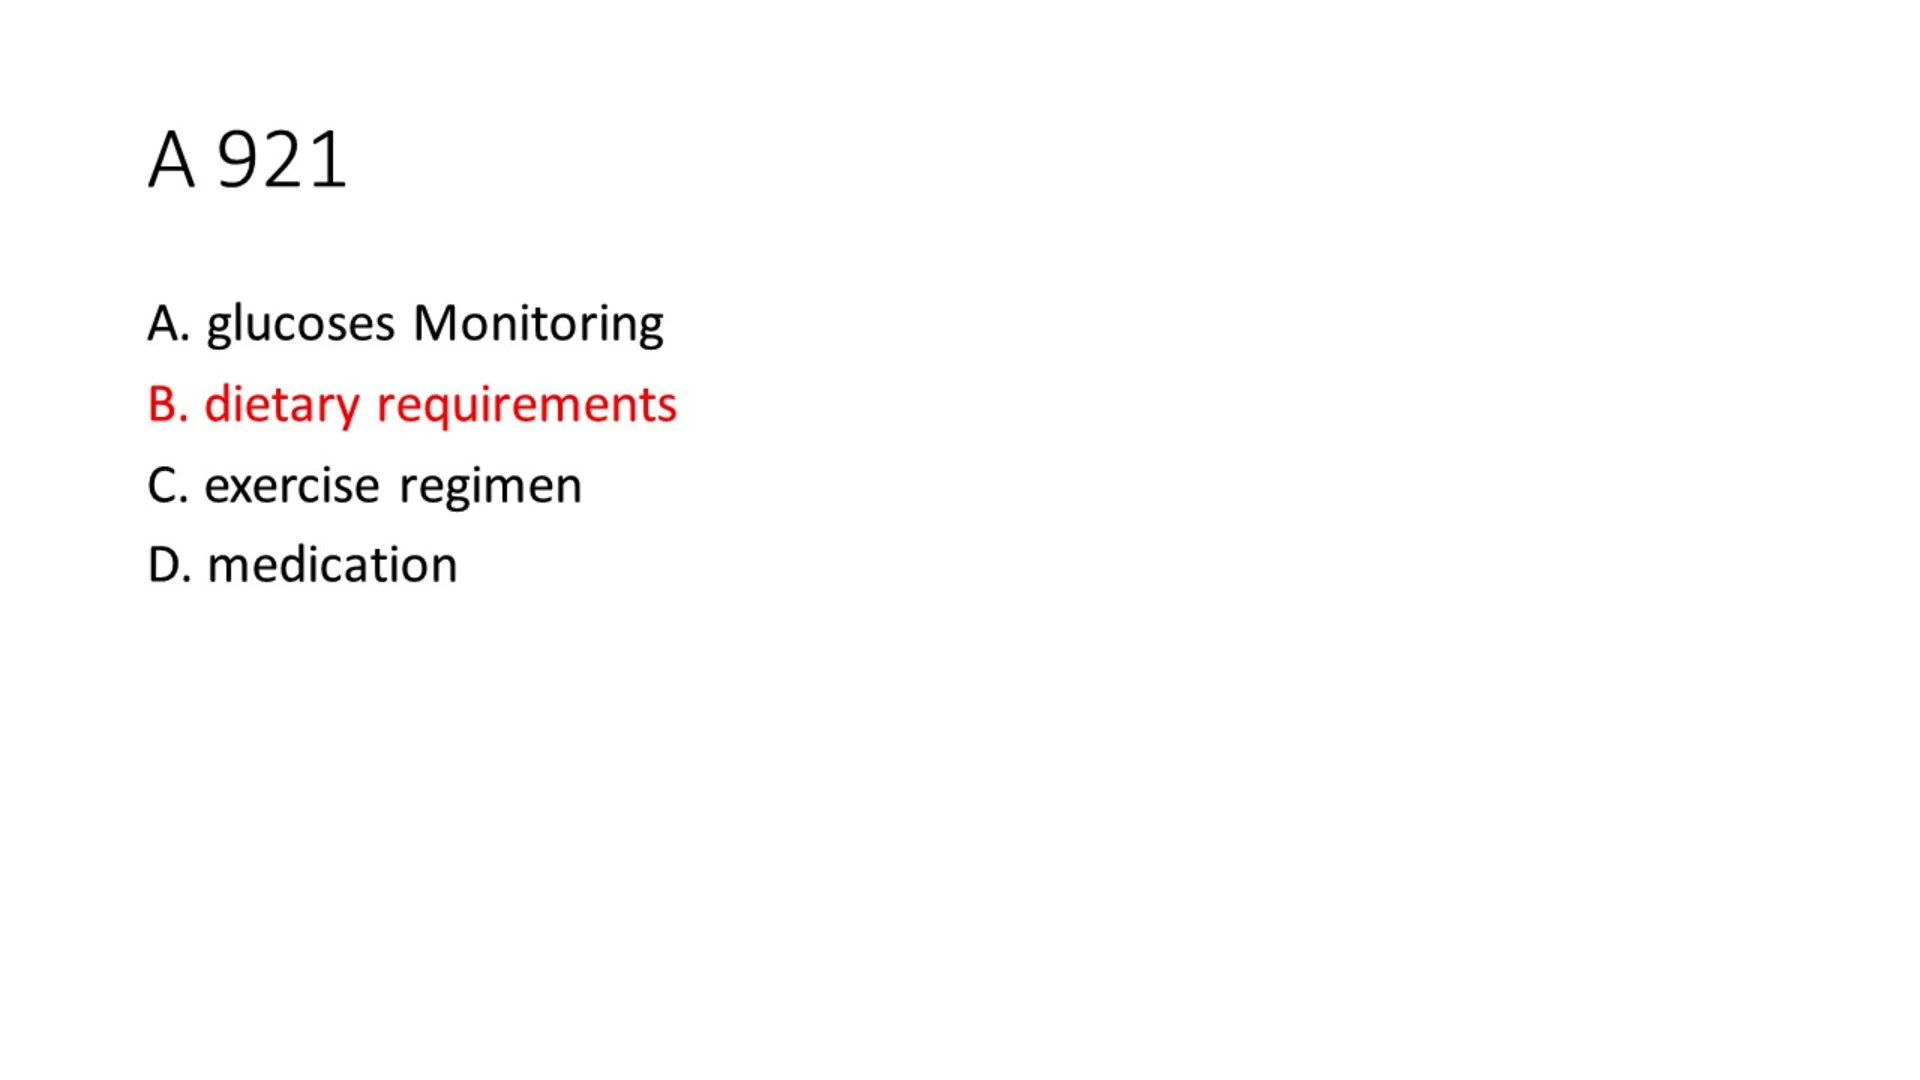 A 921
A. glucoses Monitoring
B. dietary requirements
C. exercise regimen
D. medication